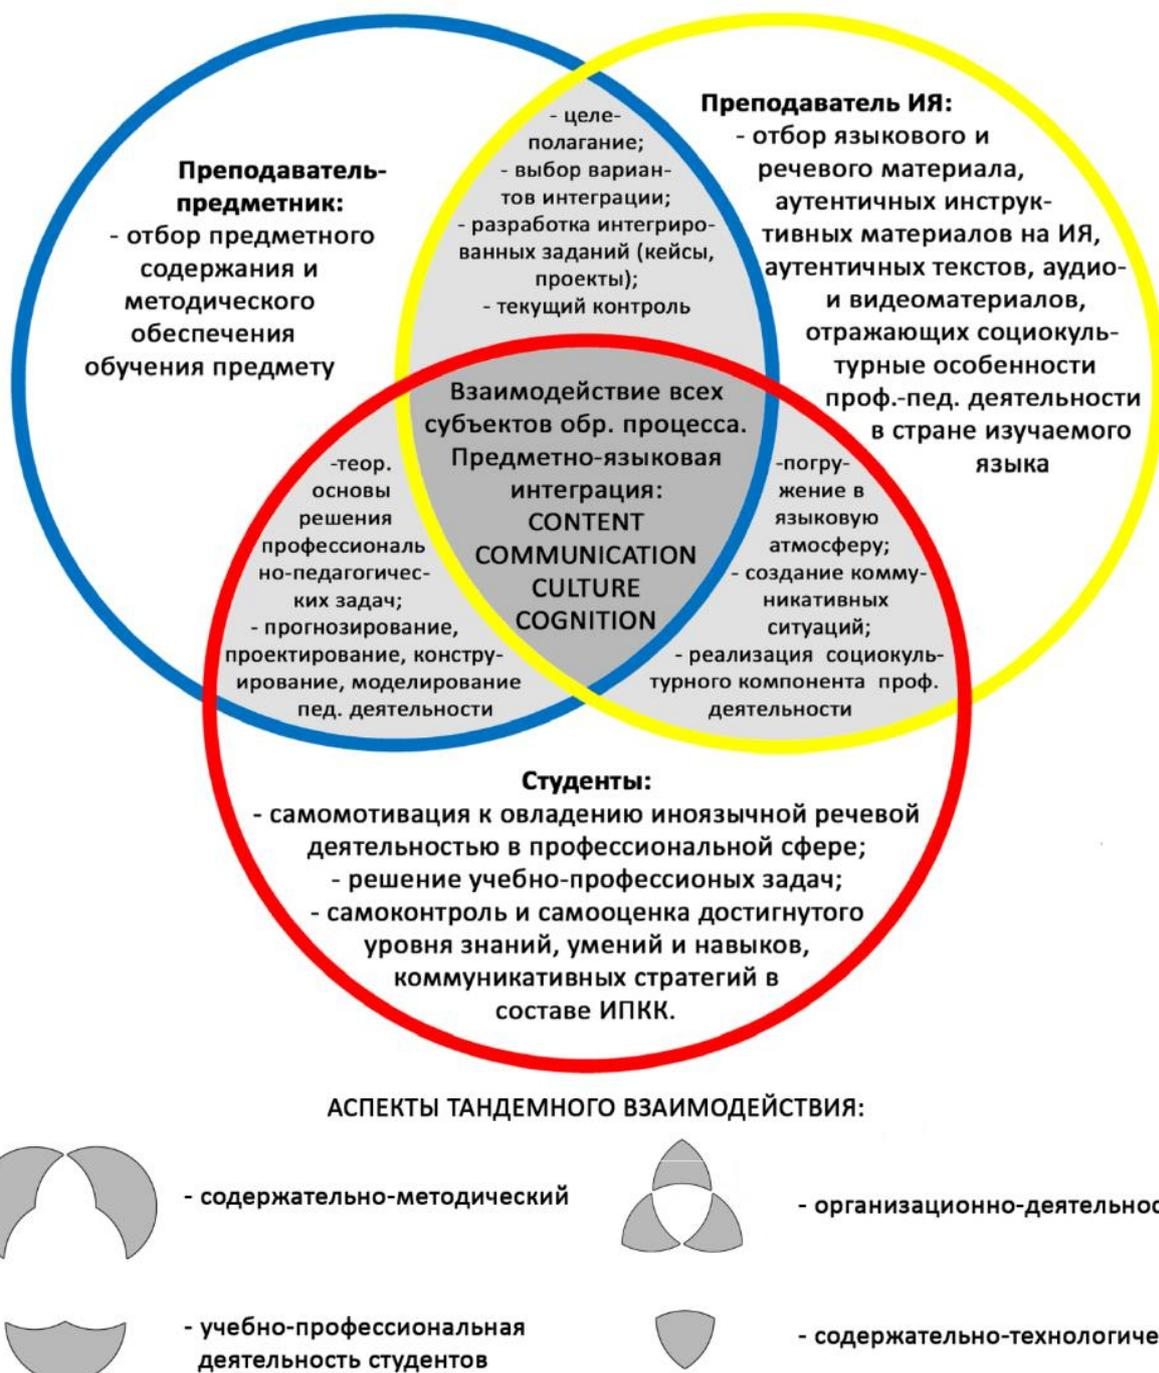 Преподаватель-
предметник:
- отбор предметного
содержания и
методического
обеспечения
обучения предмету
- целе-
полагание;
- выбор вариан-
тов интеграции;
- разработка интегриро-
ванных заданий (кейсы,
проекты);
- текущий контроль
Преподаватель ИЯ:
- отбор языкового и
речевого материала,
аутентичных инструк-
тивных материалов на ИЯ,
аутентичных текстов, аудио-
и видеоматериалов,
отражающих социокуль-
турные особенности
проф.-пед. деятельности
в стране изучаемого
языка
Взаимодействие всех
субъектов обр. процесса.
Предметно-языковая
интеграция:
CONTENT
COMMUNICATION
CULTURE
COGNITION
-теор.
основы
решения
профессиональ
но-педагогичес-
ких задач;
- прогнозирование,
проектирование, констру-
ирование, моделирование
пед. деятельности
-погру-
жение в
языковую
атмосферу;
- создание комму-
никативных
ситуаций;
- реализация социокуль-
турного компонента проф.
деятельности
Студенты:
- самомотивация к овладению иноязычной речевой
деятельностью в профессиональной сфере;
- решение учебно-профессионых задач;
- самоконтроль и самооценка достигнутого
уровня знаний, умений и навыков,
коммуникативных стратегий в
составе ИПКК.
АСПЕКТЫ ТАНДЕМНОГО ВЗАИМОДЕЙСТВИЯ:
- содержательно-методический
- организационно-деятельнос
- учебно-профессиональная
деятельность студентов
- содержательно-технологиче